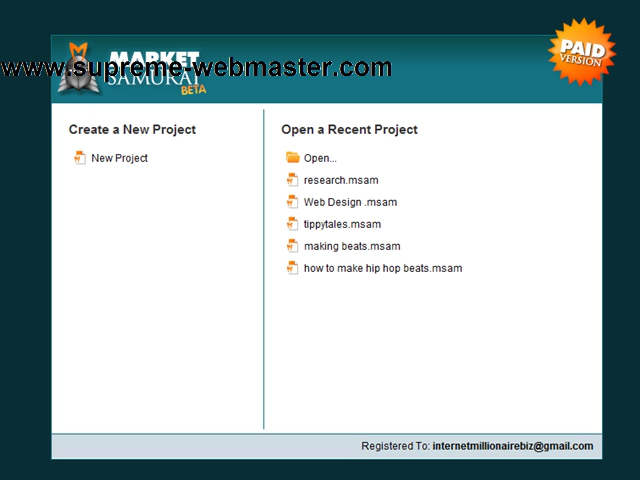 PAID
VERSION
MARKET
www.supreme-webmaster.com
SAMURAI
BETA
Create a New Project
New Project
Open a Recent Project
Open...
research.msam
Web Design .msam
tippytales.msam
making beats.msam
how to make hip hop beats.msam
Registered To: internetmillionairebiz@gmail.com